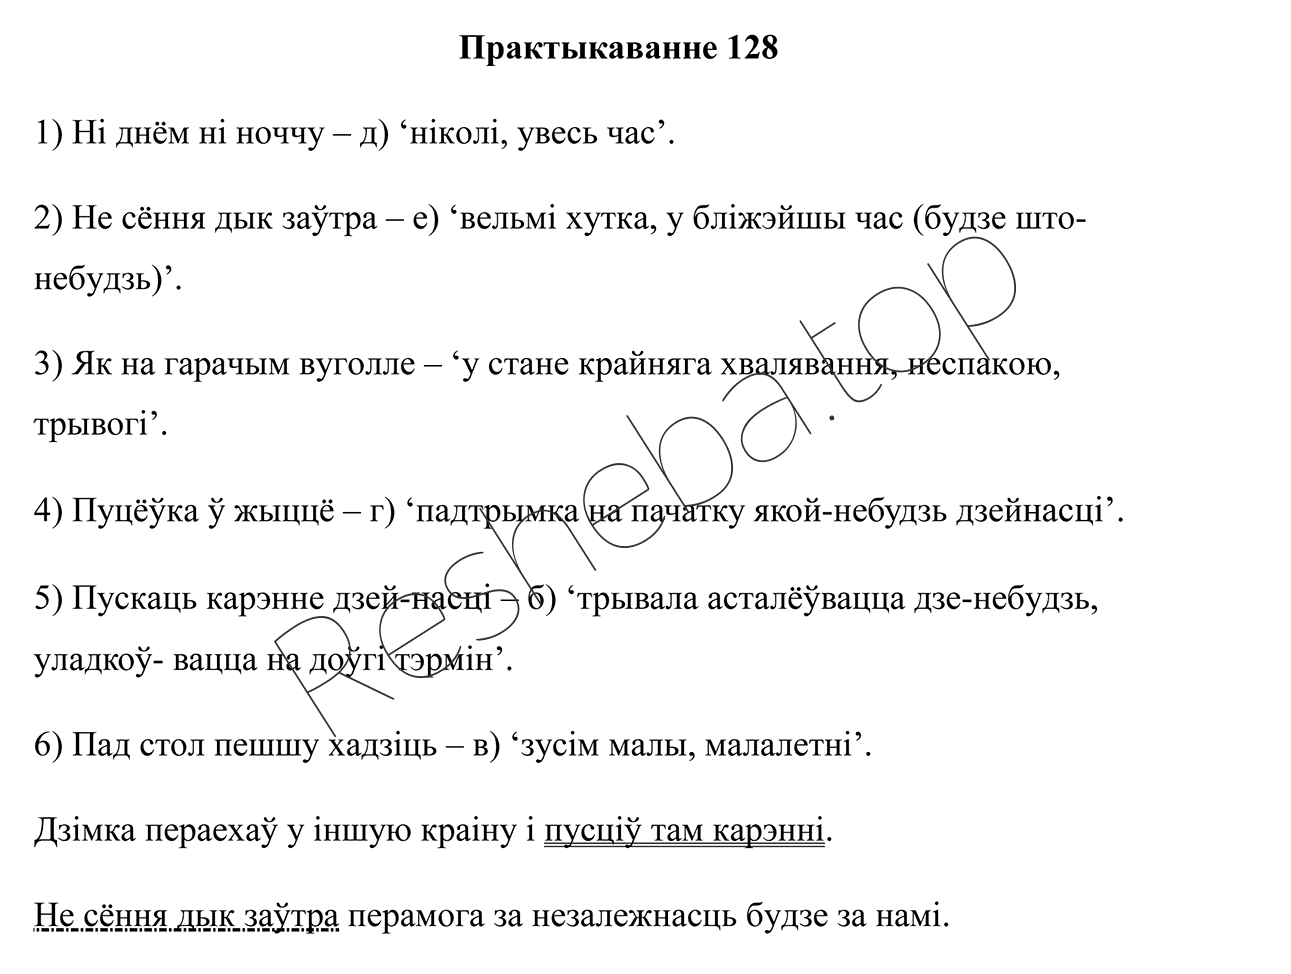 Практыкаванне 128
1) Ні днём ні ноччу – д) ‘ніколі, увесь час’.
2) Не сёння дык заўтра – е) ‘вельмі хутка, у бліжэйшы час (будзе што-
небудзь)’.
3) Як на гарачым вуголле – ‘у стане крайняга хвалявання, неспакою,
трывогі’.
4) Пуцёўка ў жыццё – г) ‘падтрымка на пачатку якой-небудзь дзейнасці’.
5) Пускаць карэнне дзей-насці – б) ‘трывала асталёўвацца дзе-небудзь,
уладкоў- вацца на доўгі тэрмін’.
6) Пад стол пешшу хадзіць – в) ‘зусім малы, малалетні’.
Дзімка пераехаў у іншую краіну і пусціў там карэнні.
Не сёння дык заўтра перамога за незалежнасць будзе за намі.
Resheba.top